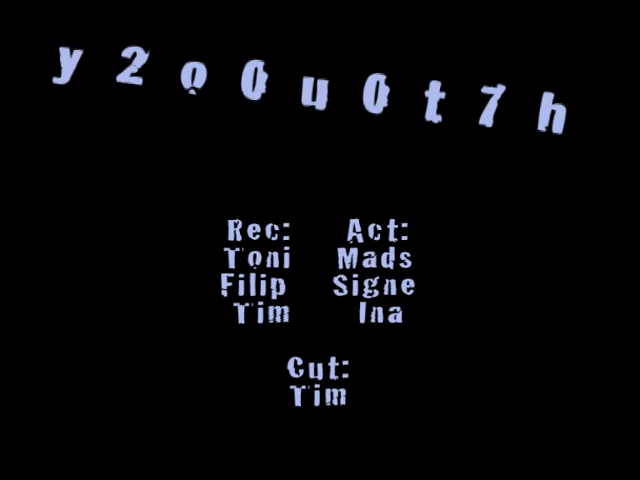 y 2 o 0 u 0 t 7 h
Rec: Act:
Toni Mads
Filip Signe
Tim Ina
Cut:
Tim